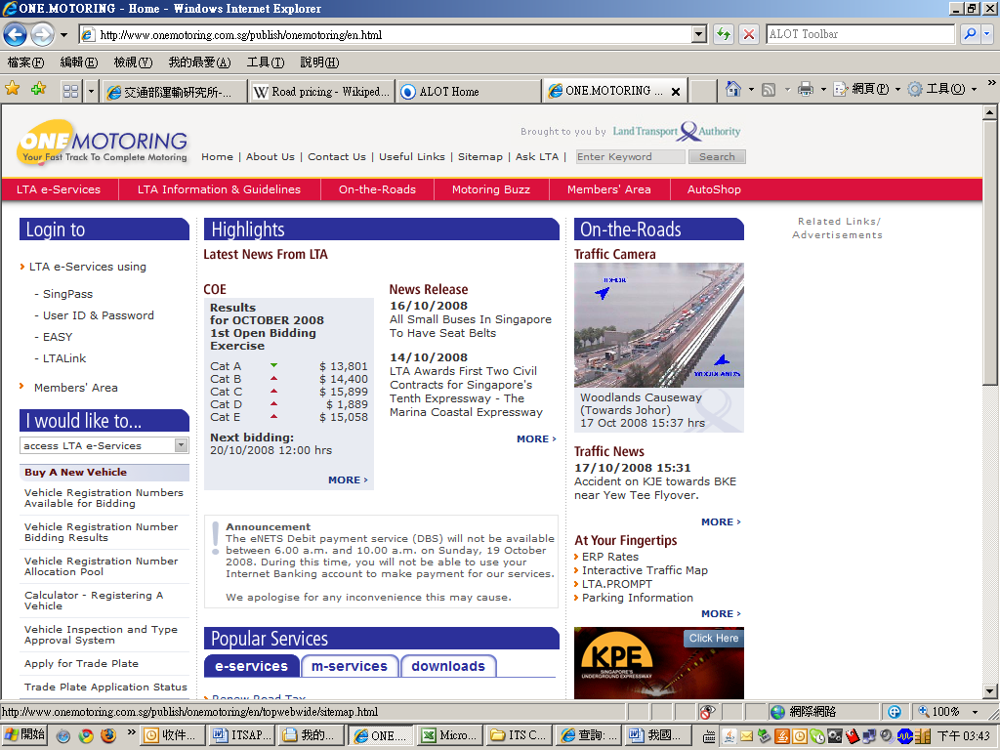 ONE.MOTORING - Home - Windows Internet Explorer
http://www.onemotoring.com.sg/publish/onemotoring/en.html
ALOT Toolbar
檔案(F) 編輯(E) 檢視(V) 我的最愛(A) 工具(T) 說明(H)
交通部運輸研究所-...
Road pricing - Wikiped...
ALOT Home
ONE.MOTORING ...
網頁(P)
工具(O)
ONE MOTORING
Your Fast Track To Complete Motoring
Brought to you by Land Transport Authority
Home | About Us | Contact Us | Useful Links | Sitemap | Ask LTA |
Enter Keyword
Search
LTA e-Services
LTA Information & Guidelines
On-the-Roads
Motoring Buzz
Members' Area
AutoShop
Login to
LTA e-Services using
- SingPass
- User ID & Password
- EASY
- LTALink
Members' Area
I would like to...
access LTA e-Services
Buy A New Vehicle
Vehicle Registration Numbers
Available for Bidding
Vehicle Registration Number
Bidding Results
Vehicle Registration Number
Allocation Pool
Calculator - Registering A
Vehicle
Vehicle Inspection and Type
Approval System
Apply for Trade Plate
Trade Plate Application Status
Highlights
Latest News From LTA
COE
Results
for OCTOBER 2008
1st Open Bidding
Exercise
Cat A $ 13,801
Cat B $ 14,400
Cat C $ 15,899
Cat D $ 1,889
Cat E $ 15,058
Next bidding:
20/10/2008 12:00 hrs
MORE ›
News Release
16/10/2008
All Small Buses In Singapore
To Have Seat Belts
14/10/2008
LTA Awards First Two Civil
Contracts for Singapore's
Tenth Expressway - The
Marina Coastal Expressway
MORE ›
Announcement
The eNETS Debit payment service (DBS) will not be available
between 6.00 a.m. and 10.00 a.m. on Sunday, 19 October
2008. During this time, you will not be able to use your
Internet Banking account to make payment for our services.
We apologise for any inconvenience this may cause.
Popular Services
e-services
m-services
downloads
Renew Road Tax
On-the-Roads
Traffic Camera
JOHOR
WOODLANDS
Woodlands Causeway
(Towards Johor)
17 Oct 2008 15:37 hrs
Traffic News
17/10/2008 15:31
Accident on KJE towards BKE
near Yew Tee Flyover.
MORE ›
At Your Fingertips
ERP Rates
Interactive Traffic Map
LTA.PROMPT
Parking Information
MORE ›
Click Here
KPE
SINGAPORE'S
UNDERGROUND EXPRESSWAY
Related Links/
Advertisements
http://www.onemotoring.com.sg/publish/onemotoring/en/topwebwide/sitemap.html
網際網路
100%
開始
收件...
ITSAP...
我的...
ONE....
Micro...
ITS C...
查詢: ...
我國...
下午 03:43